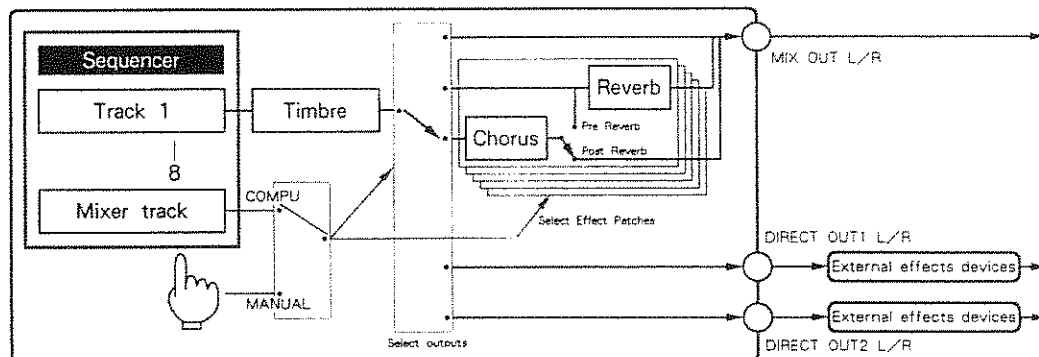 Sequencer
Track 1
Timbre
8
Mixer track
COMPU
MANUAL
Select outputs
Reverb
Chorus
Pre Reverb
Post Reverb
Select Effect Patches
MIX OUT L/R
DIRECT OUT1 L/R
External effects devices
External effects devices
DIRECT OUT2 L/R